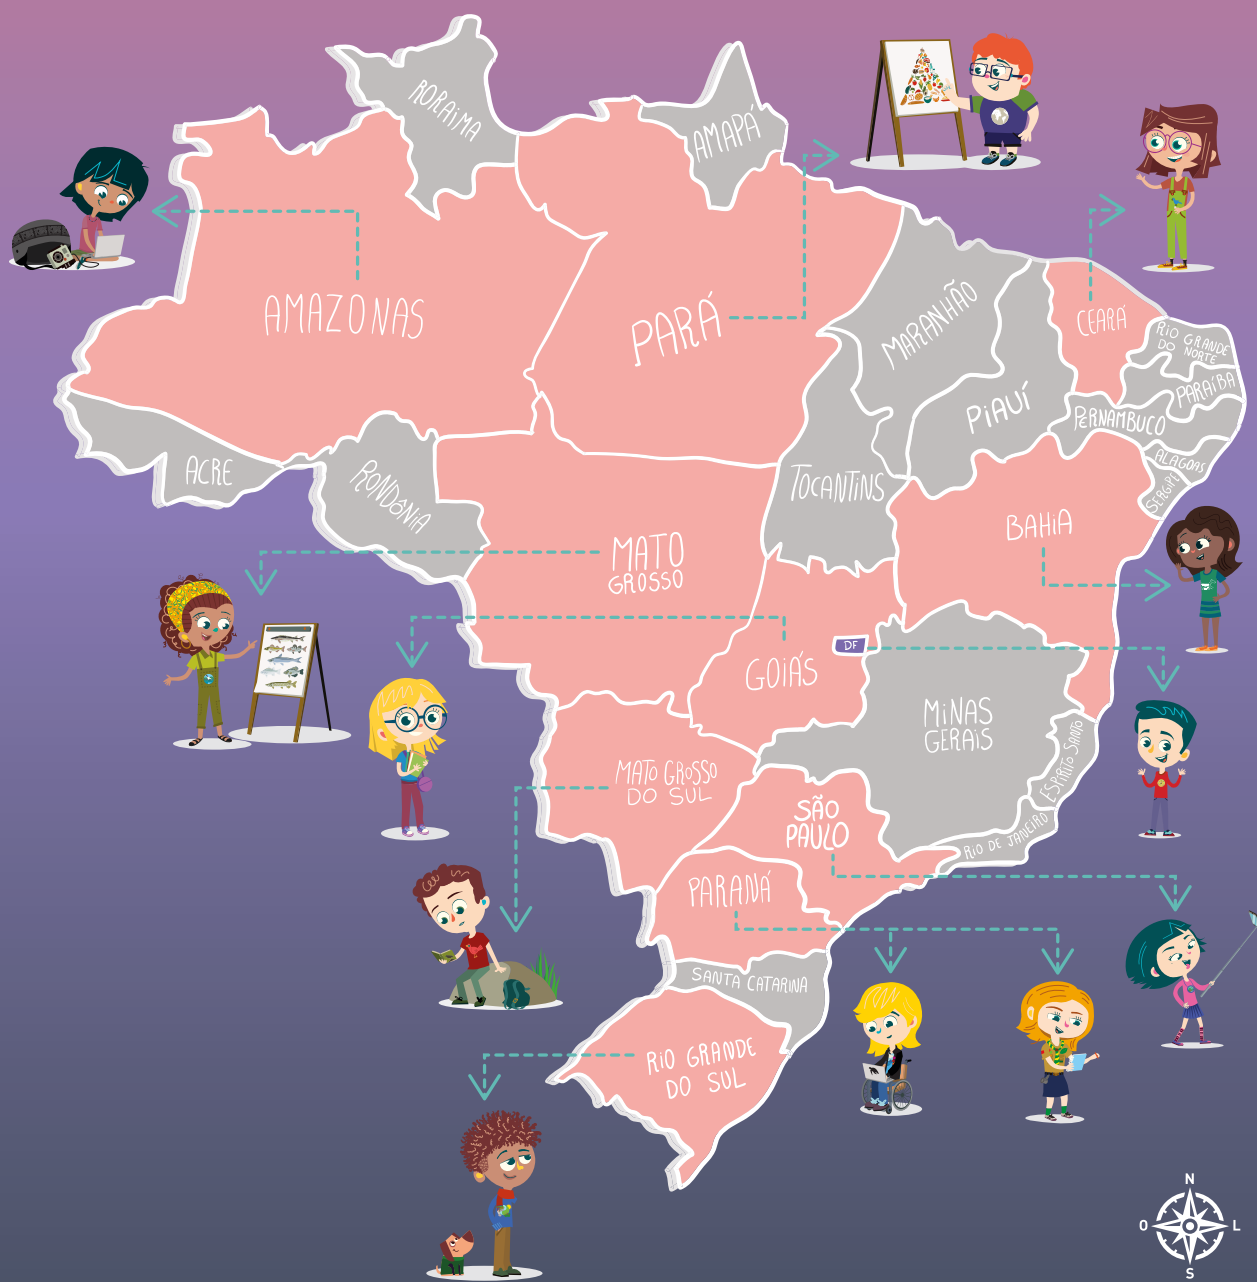 RORAIMA
AMAPÁ
AMAZONAS
PARÁ
MARANHÃO
CEARÁ
RIO GRANDE
DO NORTE
PARAÍBA
PIAUÍ
PERNAMBUCO
ALAGOAS
SERGIPE
ACRE
RONDÔNIA
TOCANTINS
BAHIA
MATO
GROSSO
DF
GOIÁS
MINAS
GERAIS
ESPIRITO SANTO
MATO GROSSO
DO SUL
SÃO
PAULO
RIO DE JANEIRO
PARANÁ
SANTA CATARINA
RIO GRANDE
DO SUL
N
O L
S